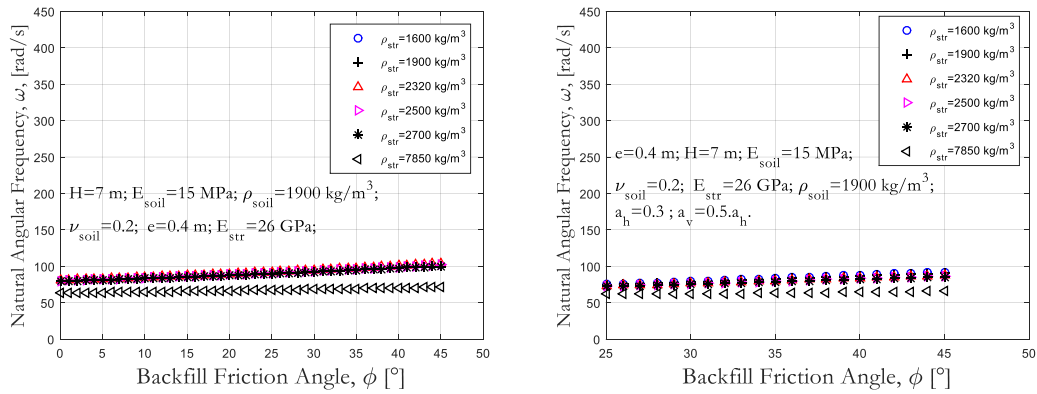 450
400
350
300
250
200
150
100
50
0
Natural Angular Frequency, ω, [rad/s]
ρstr=1600 kg/m³
ρstr=1900 kg/m³
ρstr=2320 kg/m³
ρstr=2500 kg/m³
ρstr=2700 kg/m³
ρstr=7850 kg/m³
H=7 m; Esoil=15 MPa; ρsoil=1900 kg/m³;
νsoil=0.2; e=0.4 m; Estr=26 GPa;
0 5 10 15 20 25 30 35 40 45 50
Backfill Friction Angle, ϕ [°]
450
400
350
300
250
200
150
100
50
0
Natural Angular Frequency, ω, [rad/s]
ρstr=1600 kg/m³
ρstr=1900 kg/m³
ρstr=2320 kg/m³
ρstr=2500 kg/m³
ρstr=2700 kg/m³
ρstr=7850 kg/m³
e=0.4 m; H=7 m; Esoil=15 MPa;
νsoil=0.2; Estr=26 GPa; ρsoil=1900 kg/m³;
ah=0.3 ; av=0.5.ah.
25 30 35 40 45 50
Backfill Friction Angle, ϕ [°]